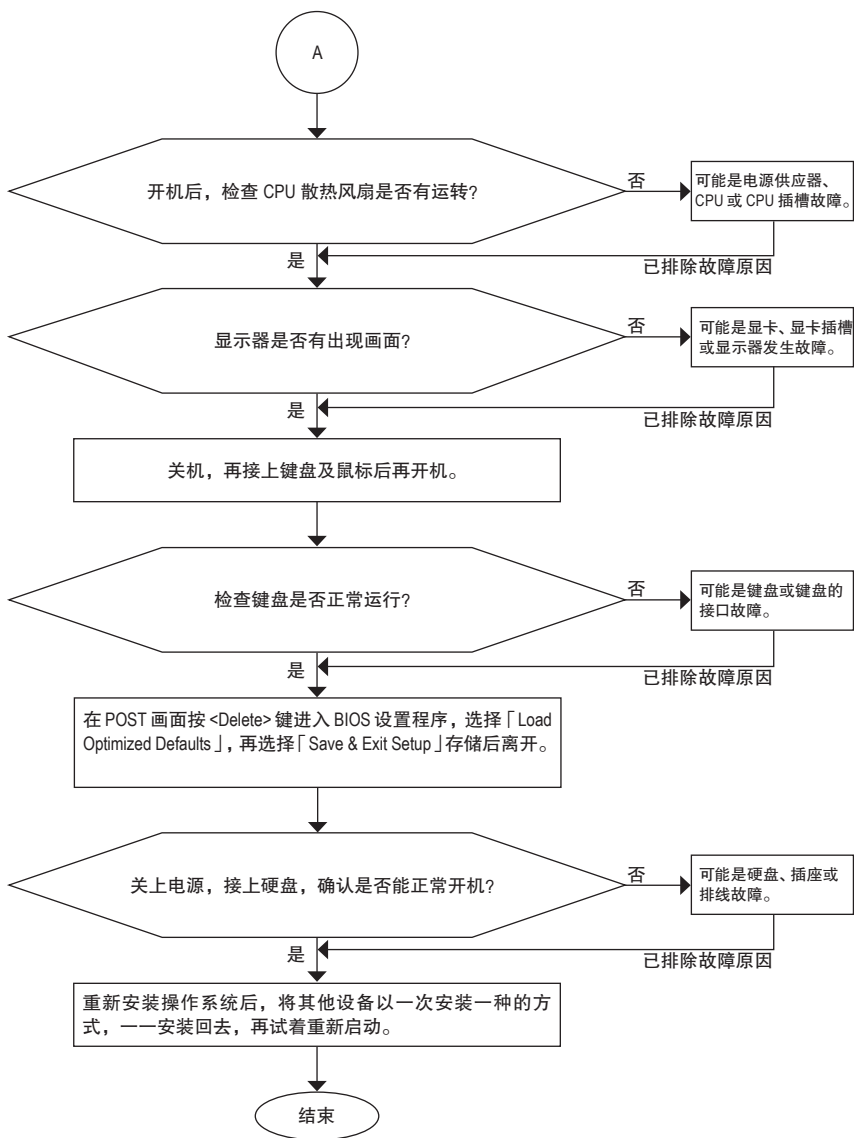 A
开机后，检查 CPU 散热风扇是否有运转?
否
可能是电源供应器、
CPU 或 CPU 插槽故障。
是
已排除故障原因
显示器是否有出现画面?
否
可能是显卡、显卡插槽
或显示器发生故障。
是
已排除故障原因
关机，再接上键盘及鼠标后再开机。
检查键盘是否正常运行?
否
可能是键盘或键盘的
接口故障。
是
已排除故障原因
在 POST 画面按 <Delete> 键进入 BIOS 设置程序，选择「Load
Optimized Defaults」，再选择「Save & Exit Setup」存储后离开。
关上电源，接上硬盘，确认是否能正常开机?
否
可能是硬盘、插座或
排线故障。
是
已排除故障原因
重新安装操作系统后，将其他设备以一次安装一种的方
式，一一安装回去，再试着重新启动。
结束